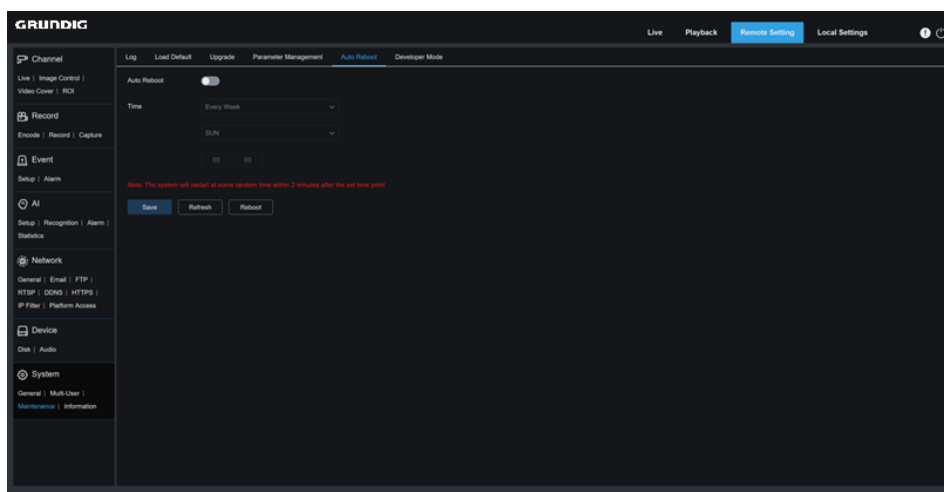 GRUNDIG
Live Playback Remote Setting Local Settings
Channel
Live | Image Control |
Video Cover | ROI
Record
Encode | Record | Capture
Event
Setup | Alarm
AI
Setup | Recognition | Alarm |
Statistics
Network
General | Email | FTP |
RTSP | DDNS | HTTPS |
IP Filter | Platform Access
Device
Disk | Audio
System
General | Multi-User |
Maintenance | Information
Log Load Default Upgrade Parameter Management Auto Reboot Developer Mode
Auto Reboot
Time Every Week
SUN
00 : 00
Note: The system will restart at some random time within 2 minutes after the set time point
Save Refresh Reboot